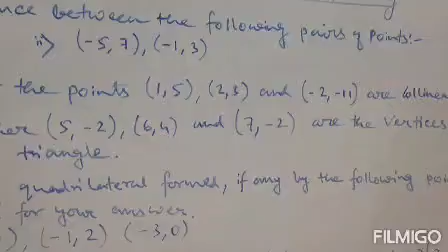 between the following pairs of points:-
ii) (-5, 7), (-1, 3)
the points (1, 5), (2, 3) and (-2, -11) are
(5, -2), (6, 4) and (7, -2) are the vertices
triangle.
quadrilateral formed, if any by the following
for your answer.
), (-1, 2) (-3, 0)
FILMIGO